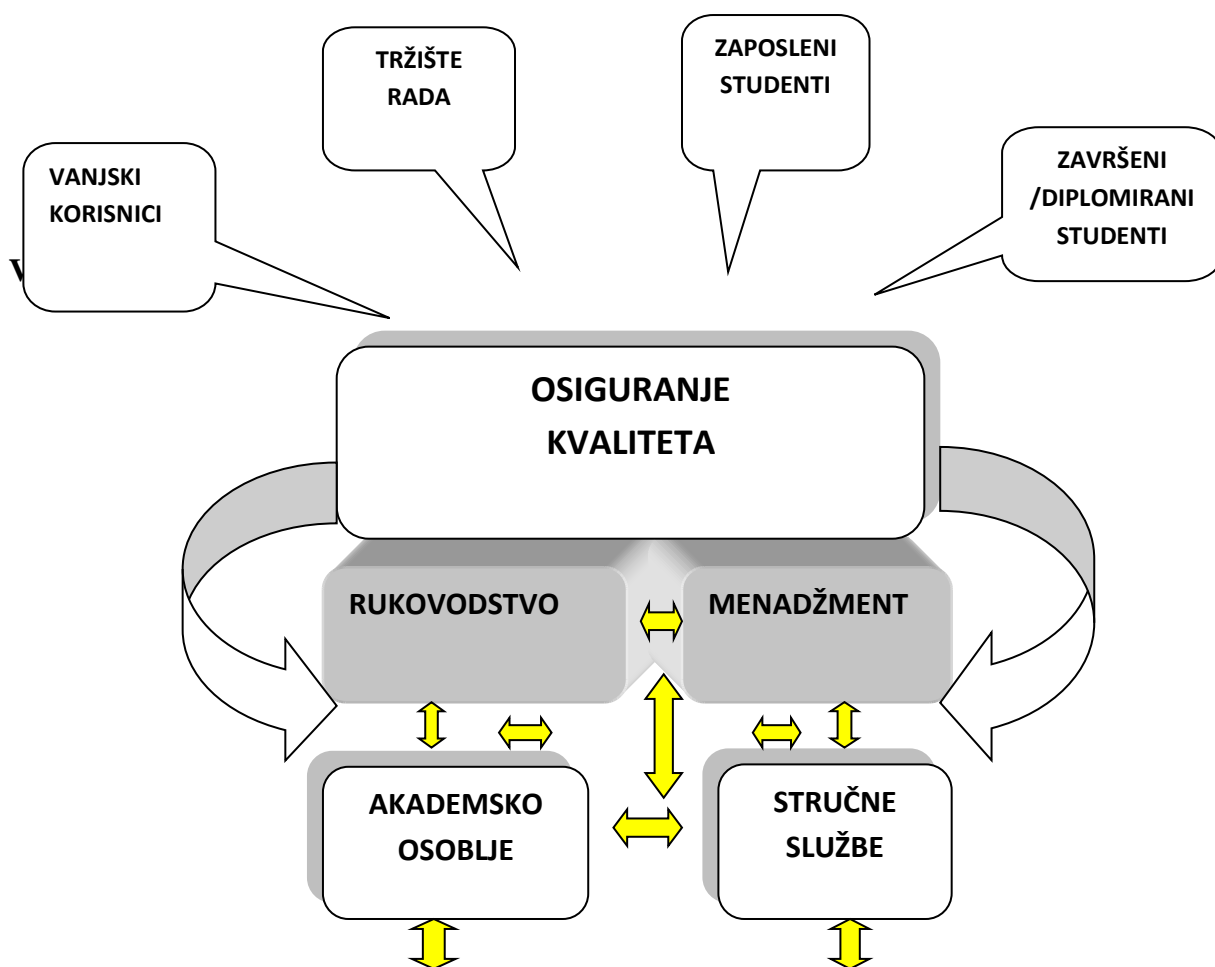 TRŽIŠTE
RADA
ZAPOSLENI
STUDENTI
VANJSKI
KORISNICI
ZAVRŠENI
/DIPLOMIRANI
STUDENTI
OSIGURANJE
KVALITETA
RUKOVODSTVO
MENADŽMENT
AKADEMSKO
OSOBLJE
STRUČNE
SLUŽBE